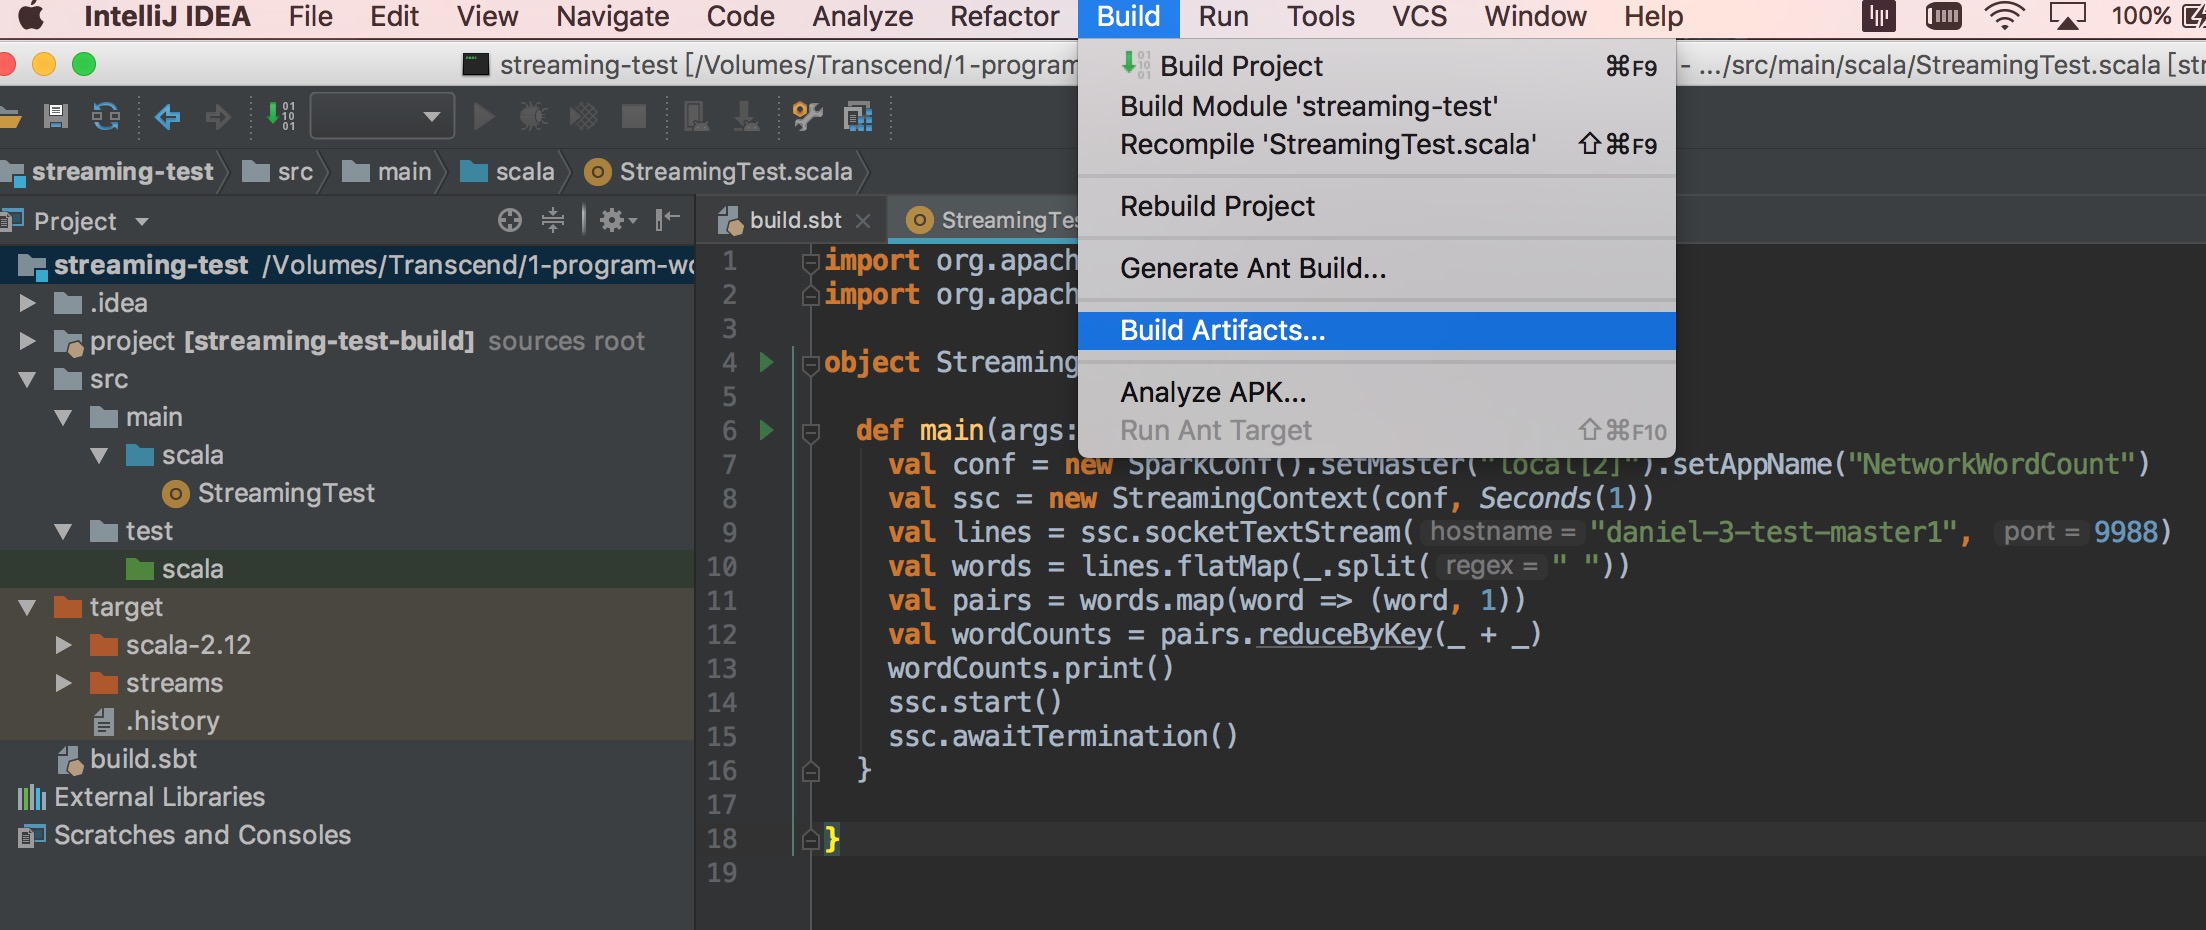 IntelliJ IDEA File Edit View Navigate Code Analyze Refactor Build Run Tools VCS Window Help 100%
streaming-test [/Volumes/Transcend/1-program - .../src/main/scala/StreamingTest.scala [st
Build Project ⌘F9
Build Module 'streaming-test'
Recompile 'StreamingTest.scala' ⇧⌘F9
Rebuild Project
Generate Ant Build...
Build Artifacts...
Analyze APK...
Run Ant Target ⇧⌘F10
streaming-test src main scala StreamingTest.scala
Project
build.sbt StreamingTes
streaming-test /Volumes/Transcend/1-program-wo
.idea
project [streaming-test-build] sources root
src
main
scala
StreamingTest
test
scala
target
scala-2.12
streams
.history
build.sbt
External Libraries
Scratches and Consoles
1 import org.apach
2 import org.apach
3
4 object Streaming
5
6 def main(args:
7 val conf = new SparkConf().setMaster("local[2]").setAppName("NetworkWordCount")
8 val ssc = new StreamingContext(conf, Seconds(1))
9 val lines = ssc.socketTextStream( hostname = "daniel-3-test-master1", port = 9988)
10 val words = lines.flatMap(_.split( regex = " "))
11 val pairs = words.map(word => (word, 1))
12 val wordCounts = pairs.reduceByKey(_ + _)
13 wordCounts.print()
14 ssc.start()
15 ssc.awaitTermination()
16 }
17
18 }
19